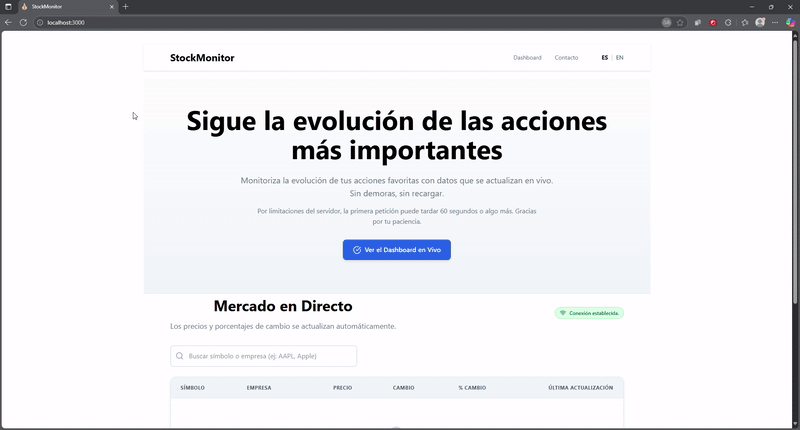 StockMonitor
localhost:3000
StockMonitor
Dashboard Contacto ES | EN
Sigue la evolución de las acciones
más importantes
Monitoriza la evolución de tus acciones favoritas con datos que se actualizan en vivo.
Sin demoras, sin recargar.
Por limitaciones del servidor, la primera petición puede tardar 60 segundos o algo más. Gracias
por tu paciencia.
Ver el Dashboard en Vivo
Mercado en Directo
Conexión establecida.
Los precios y porcentajes de cambio se actualizan automáticamente.
Buscar símbolo o empresa (ej: AAPL, Apple)
SÍMBOLO EMPRESA PRECIO CAMBIO % CAMBIO ÚLTIMA ACTUALIZACIÓN